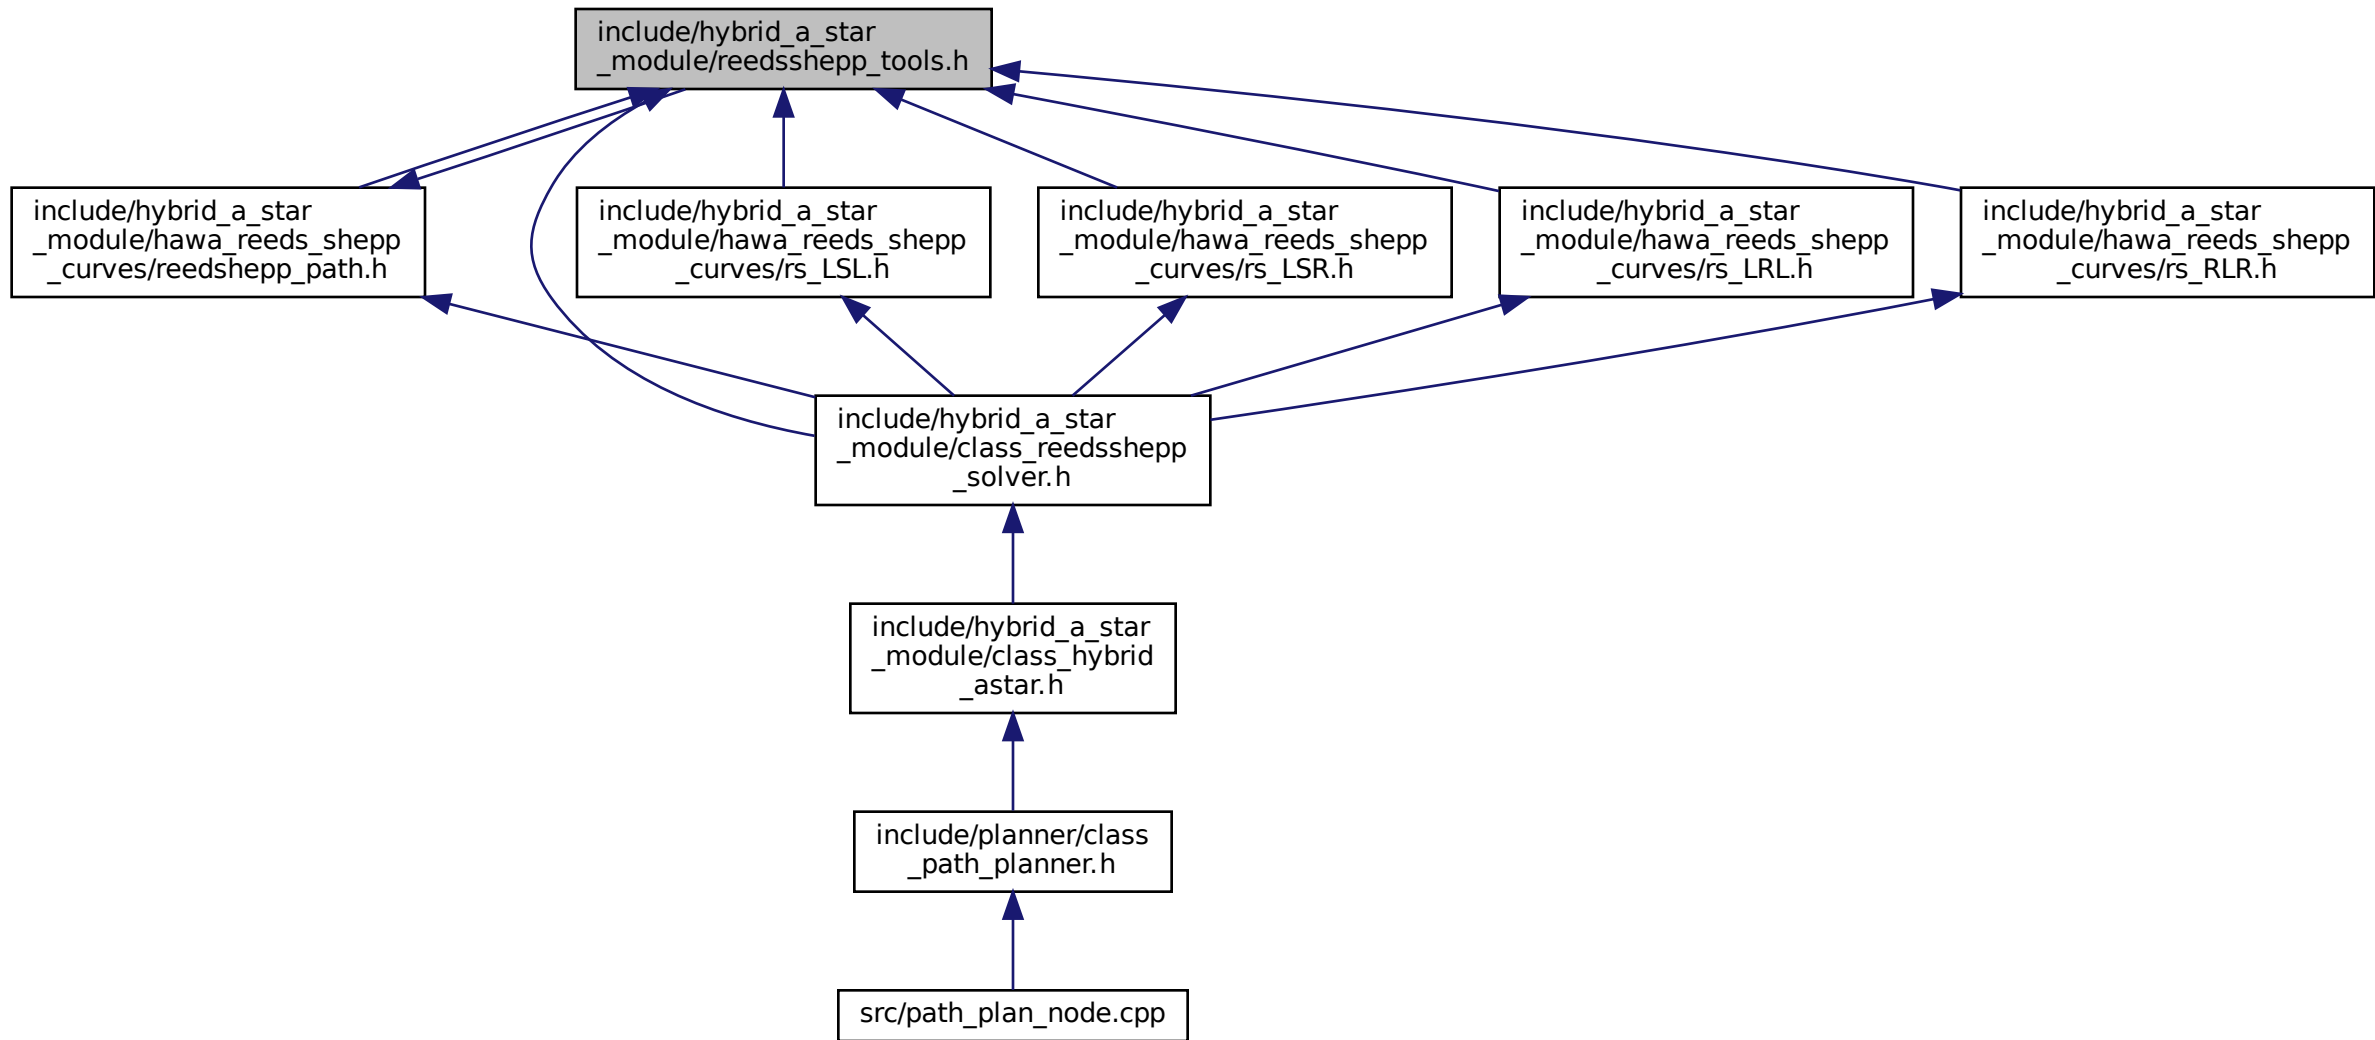 include/hybrid_a_star
_module/reedsshepp_tools.h
include/hybrid_a_star
_module/hawa_reeds_shepp
_curves/reedshepp_path.h
include/hybrid_a_star
_module/hawa_reeds_shepp
_curves/rs_LSL.h
include/hybrid_a_star
_module/hawa_reeds_shepp
_curves/rs_LSR.h
include/hybrid_a_star
_module/hawa_reeds_shepp
_curves/rs_LRL.h
include/hybrid_a_star
_module/hawa_reeds_shepp
_curves/rs_RLR.h
include/hybrid_a_star
_module/class_reedsshepp
_solver.h
include/hybrid_a_star
_module/class_hybrid
_astar.h
include/planner/class
_path_planner.h
src/path_plan_node.cpp